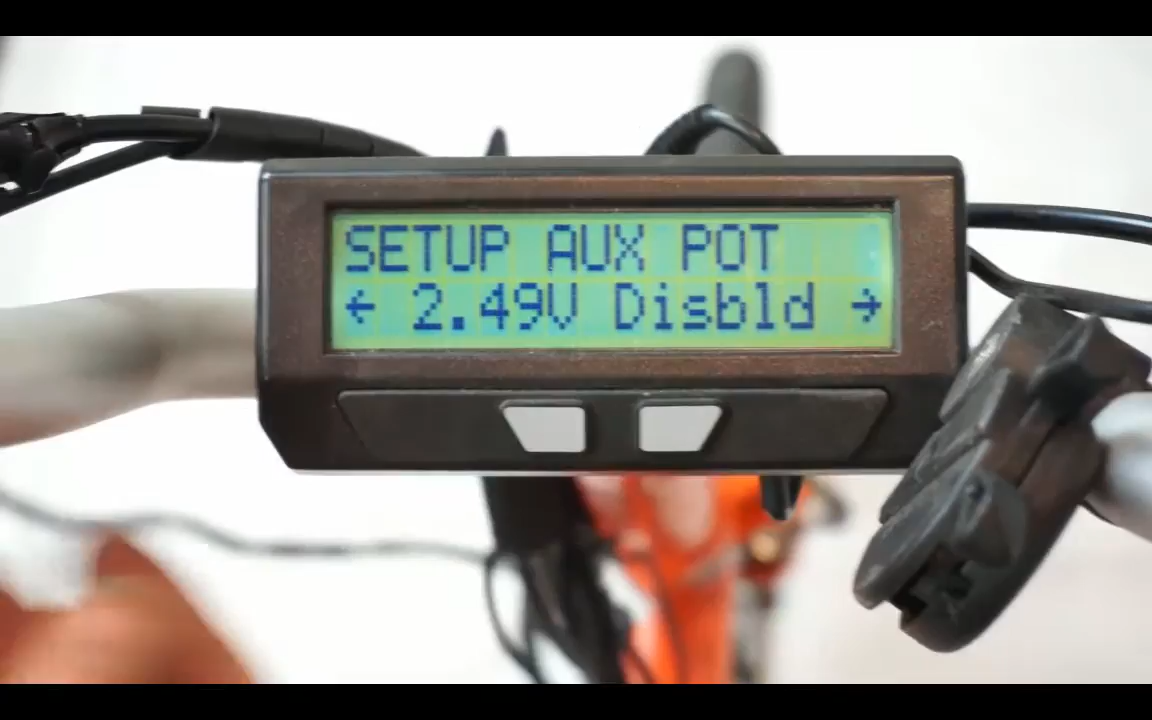 SETUP AUX POT
← 2.49V Disbld →